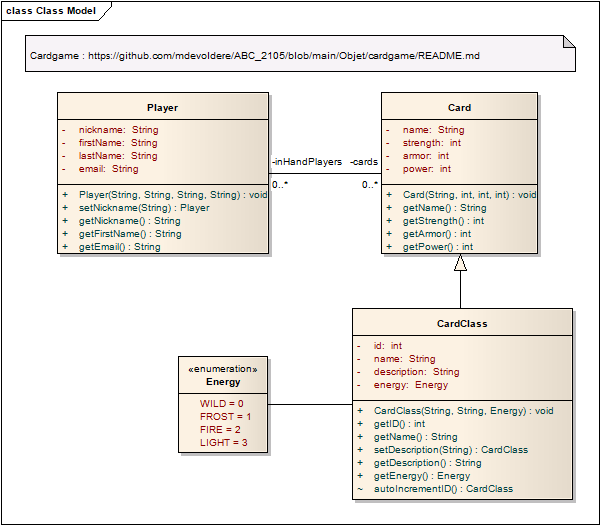 class Class Model
Cardgame : https://github.com/mdevoldere/ABC_2105/blob/main/Objet/cardgame/README.md
Player
- nickname: String
- firstName: String
- lastName: String
- email: String
+ Player(String, String, String, String) : void
+ setNickname(String) : Player
+ getNickname() : String
+ getFirstName() : String
+ getEmail() : String
-inHandPlayers
0..*
-cards
0..*
Card
- name: String
- strength: int
- armor: int
- power: int
+ Card(String, int, int, int) : void
+ getName() : String
+ getStrength() : int
+ getArmor() : int
+ getPower() : int
«enumeration»
Energy
WILD = 0
FROST = 1
FIRE = 2
LIGHT = 3
CardClass
- id: int
- name: String
- description: String
- energy: Energy
+ CardClass(String, String, Energy) : void
+ getID() : int
+ getName() : String
+ setDescription(String) : CardClass
+ getDescription() : String
+ getEnergy() : Energy
~ autoIncrementID() : CardClass